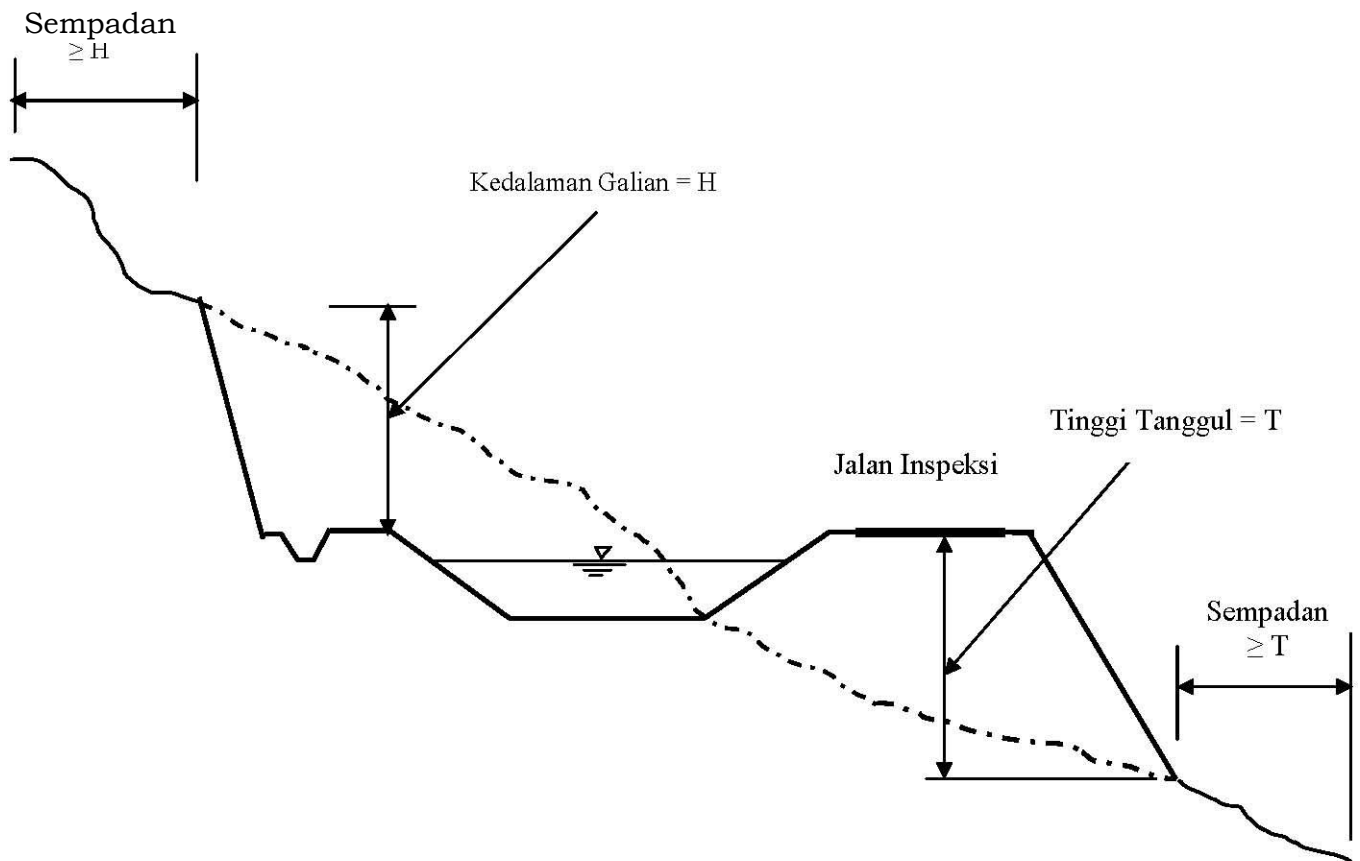 Sempadan
≥ H
Kedalaman Galian = H
Tinggi Tanggul = T
Jalan Inspeksi
Sempadan
≥ T